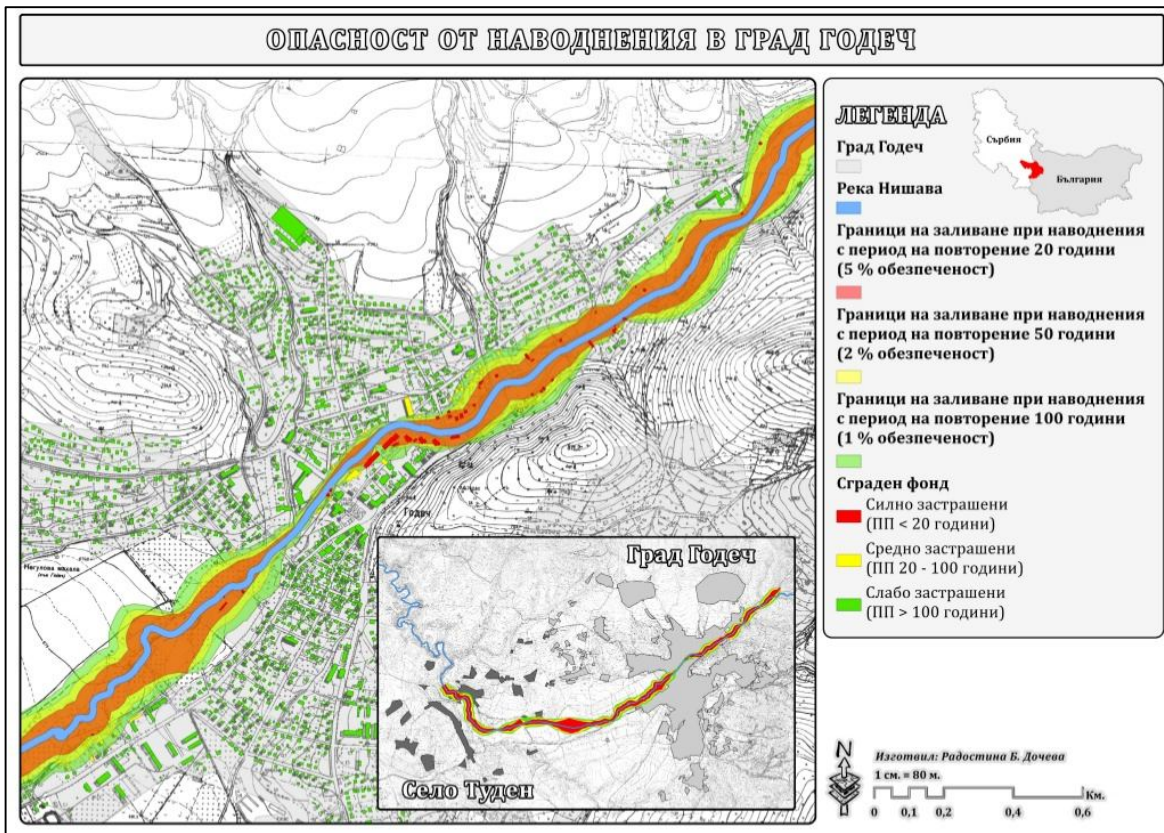 ОПАСНОСТ ОТ НАВОДНЕНИЯ В ГРАД ГОДЕЧ
Годеч
Град Годеч
Село Туден
ЛЕГЕНДА
Сърбия
България
Град Годеч
Река Нишава
Граници на заливане при наводнения
с период на повторение 20 години
(5 % обезпеченост)
Граници на заливане при наводнения
с период на повторение 50 години
(2 % обезпеченост)
Граници на заливане при наводнения
с период на повторение 100 години
(1 % обезпеченост)
Сграден фонд
Силно застрашени
(ПП < 20 години)
Средно застрашени
(ПП 20 - 100 години)
Слабо застрашени
(ПП > 100 години)
N
Изготвил: Радостина Б. Дочева
1 см. = 80 м.
Км.
0 0,1 0,2 0,4 0,6